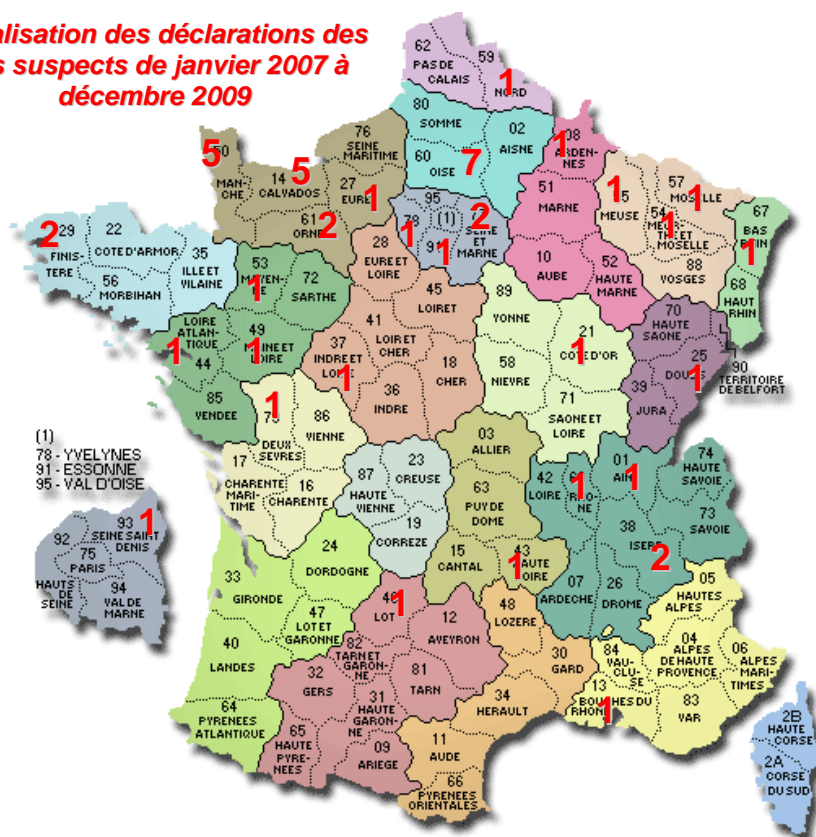 alisation des déclarations des
s suspects de janvier 2007 à
décembre 2009
62
PAS DE
CALAIS
59
1
NORD
80
SOMME
02
AISNE
60
OISE
7
76
SEINE
MARITIME
27
EURE
1
5
50
MAN-
CHE
14
CALVADOS
5
61
ORNE
2
08
1
ARDEN-
NES
51
MARNE
10
AUBE
52
HAUTE
MARNE
1
MEUSE
57
MOSELLE
1
54
1
ET MOSELLE
88
VOSGES
67
BAS
RHIN
1
68
HAUT
RHIN
95
78
1
(1)
91
1
2
SEINE
ET
MARNE
2
29
FINIS-
TERE
22
COTE D'ARMOR
56
MORBIHAN
35
ILLE ET
VILAINE
53
MAYEN-
NE
1
72
SARTHE
LOIRE
ATLAN-
TIQUE
1
44
49
MAINE ET
LOIRE
1
85
VENDEE
28
EURE ET
LOIRE
45
LOIRET
41
LOIR ET
CHER
37
INDRE ET
LOIRE
1
18
CHER
36
INDRE
89
YONNE
21
1
COTE D'OR
58
NIEVRE
71
SAONE ET
LOIRE
70
HAUTE
SAONE
25
DOUBS
1
39
JURA
90
TERRITOIRE
DE BELFORT
1
DEUX
SEVRES
86
VIENNE
17
CHARENTE
MARI-
TIME
16
CHARENTE
87
HAUTE
VIENNE
23
CREUSE
19
CORREZE
03
ALLIER
63
PUY DE
DOME
15
CANTAL
43
HAUTE
LOIRE
1
42
LOIRE
RHO-
NE
1
01
AIN
1
74
HAUTE
SAVOIE
73
SAVOIE
38
ISERE
2
07
ARDECHE
26
DROME
(1)
78 - YVELYNES
91 - ESSONNE
95 - VAL D'OISE
92
HAUTS
DE
SEINE
93
SEINE SAINT
DENIS
1
75
PARIS
94
VAL DE
MARNE
24
DORDOGNE
33
GIRONDE
47
LOT ET
GARONNE
40
LANDES
64
PYRENEES
ATLANTIQUE
46
LOT
1
12
AVEYRON
82
TARN ET
GARON-
NE
32
GERS
81
TARN
31
HAUTE
GARON-
NE
65
HAUTE
PYRE-
NEES
09
ARIEGE
48
LOZERE
30
GARD
34
HERAULT
11
AUDE
66
PYRENEES
ORIENTALES
05
HAUTES
ALPES
04
ALPES
DE HAUTE
PROVENCE
06
ALPES
MARI-
TIMES
84
VAU-
CLU-
SE
13
BOUCHES DU
RHONE
1
83
VAR
2B
HAUTE
CORSE
2A
CORSE
DU SUD